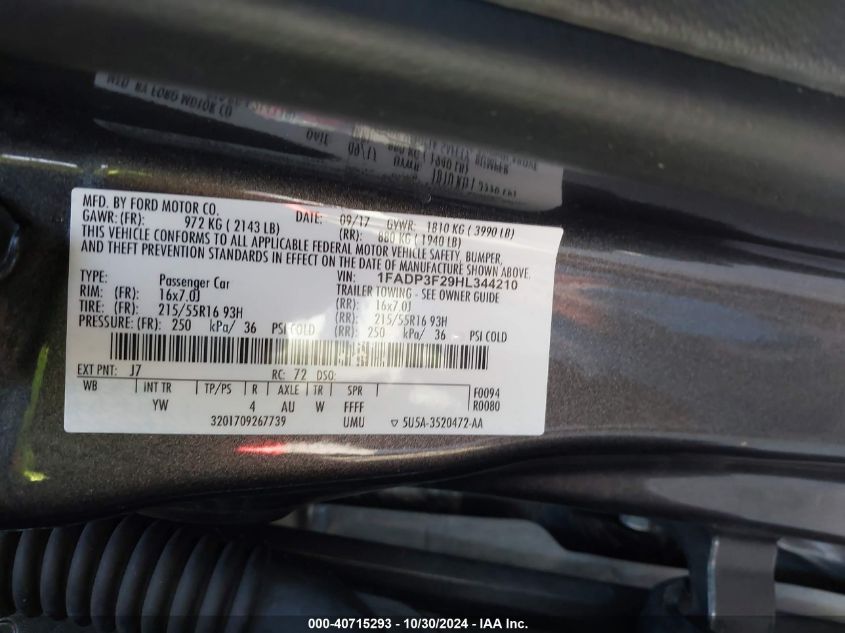 MFD. BY FORD MOTOR CO.
DATE: 09/17 GVWR: 1810 KG ( 3990 LB)
GAWR: (FR): 972 KG ( 2143 LB) (RR): 880 KG ( 1940 LB)
THIS VEHICLE CONFORMS TO ALL APPLICABLE FEDERAL MOTOR VEHICLE SAFETY, BUMPER,
AND THEFT PREVENTION STANDARDS IN EFFECT ON THE DATE OF MANUFACTURE SHOWN ABOVE.
VIN: 1FADP3F29HL344210
TYPE: Passenger Car TRAILER TOWING - SEE OWNER GUIDE
RIM: (FR) 16x7.0J (RR) 16x7.0J
TIRE: (FR) 215/55R16 93H (RR) 215/55R16 93H
PRESSURE: (FR) 250 kPa/ 36 PSI COLD (RR) 250 kPa/ 36 PSI COLD
EXT PNT: J7 RC: 72 DSO:
WB INT TR TP/PS R AXLE TR SPR F0094
YW 4 AU W FFFF R0080
3201709267739 UMU ▽ 5U5A-3520472-AA
000-40715293 - 10/30/2024 - IAA Inc.